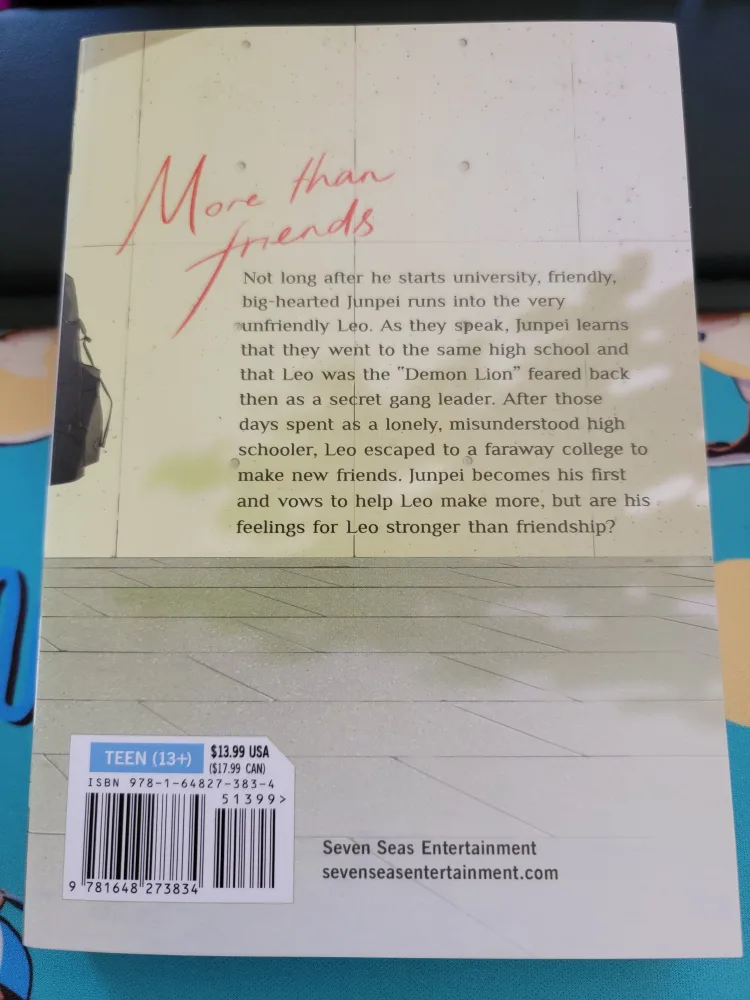 More than
friends
Not long after he starts university, friendly,
big-hearted Junpei runs into the very
unfriendly Leo. As they speak, Junpei learns
that they went to the same high school and
that Leo was the “Demon Lion” feared back
then as a secret gang leader. After those
days spent as a lonely, misunderstood high
schooler, Leo escaped to a faraway college to
make new friends. Junpei becomes his first
and vows to help Leo make more, but are his
feelings for Leo stronger than friendship?
TEEN (13+)
$13.99 USA
($17.99 CAN)
ISBN 978-1-64827-383-4
51399>
9 781648 273834
Seven Seas Entertainment
sevenseasentertainment.com